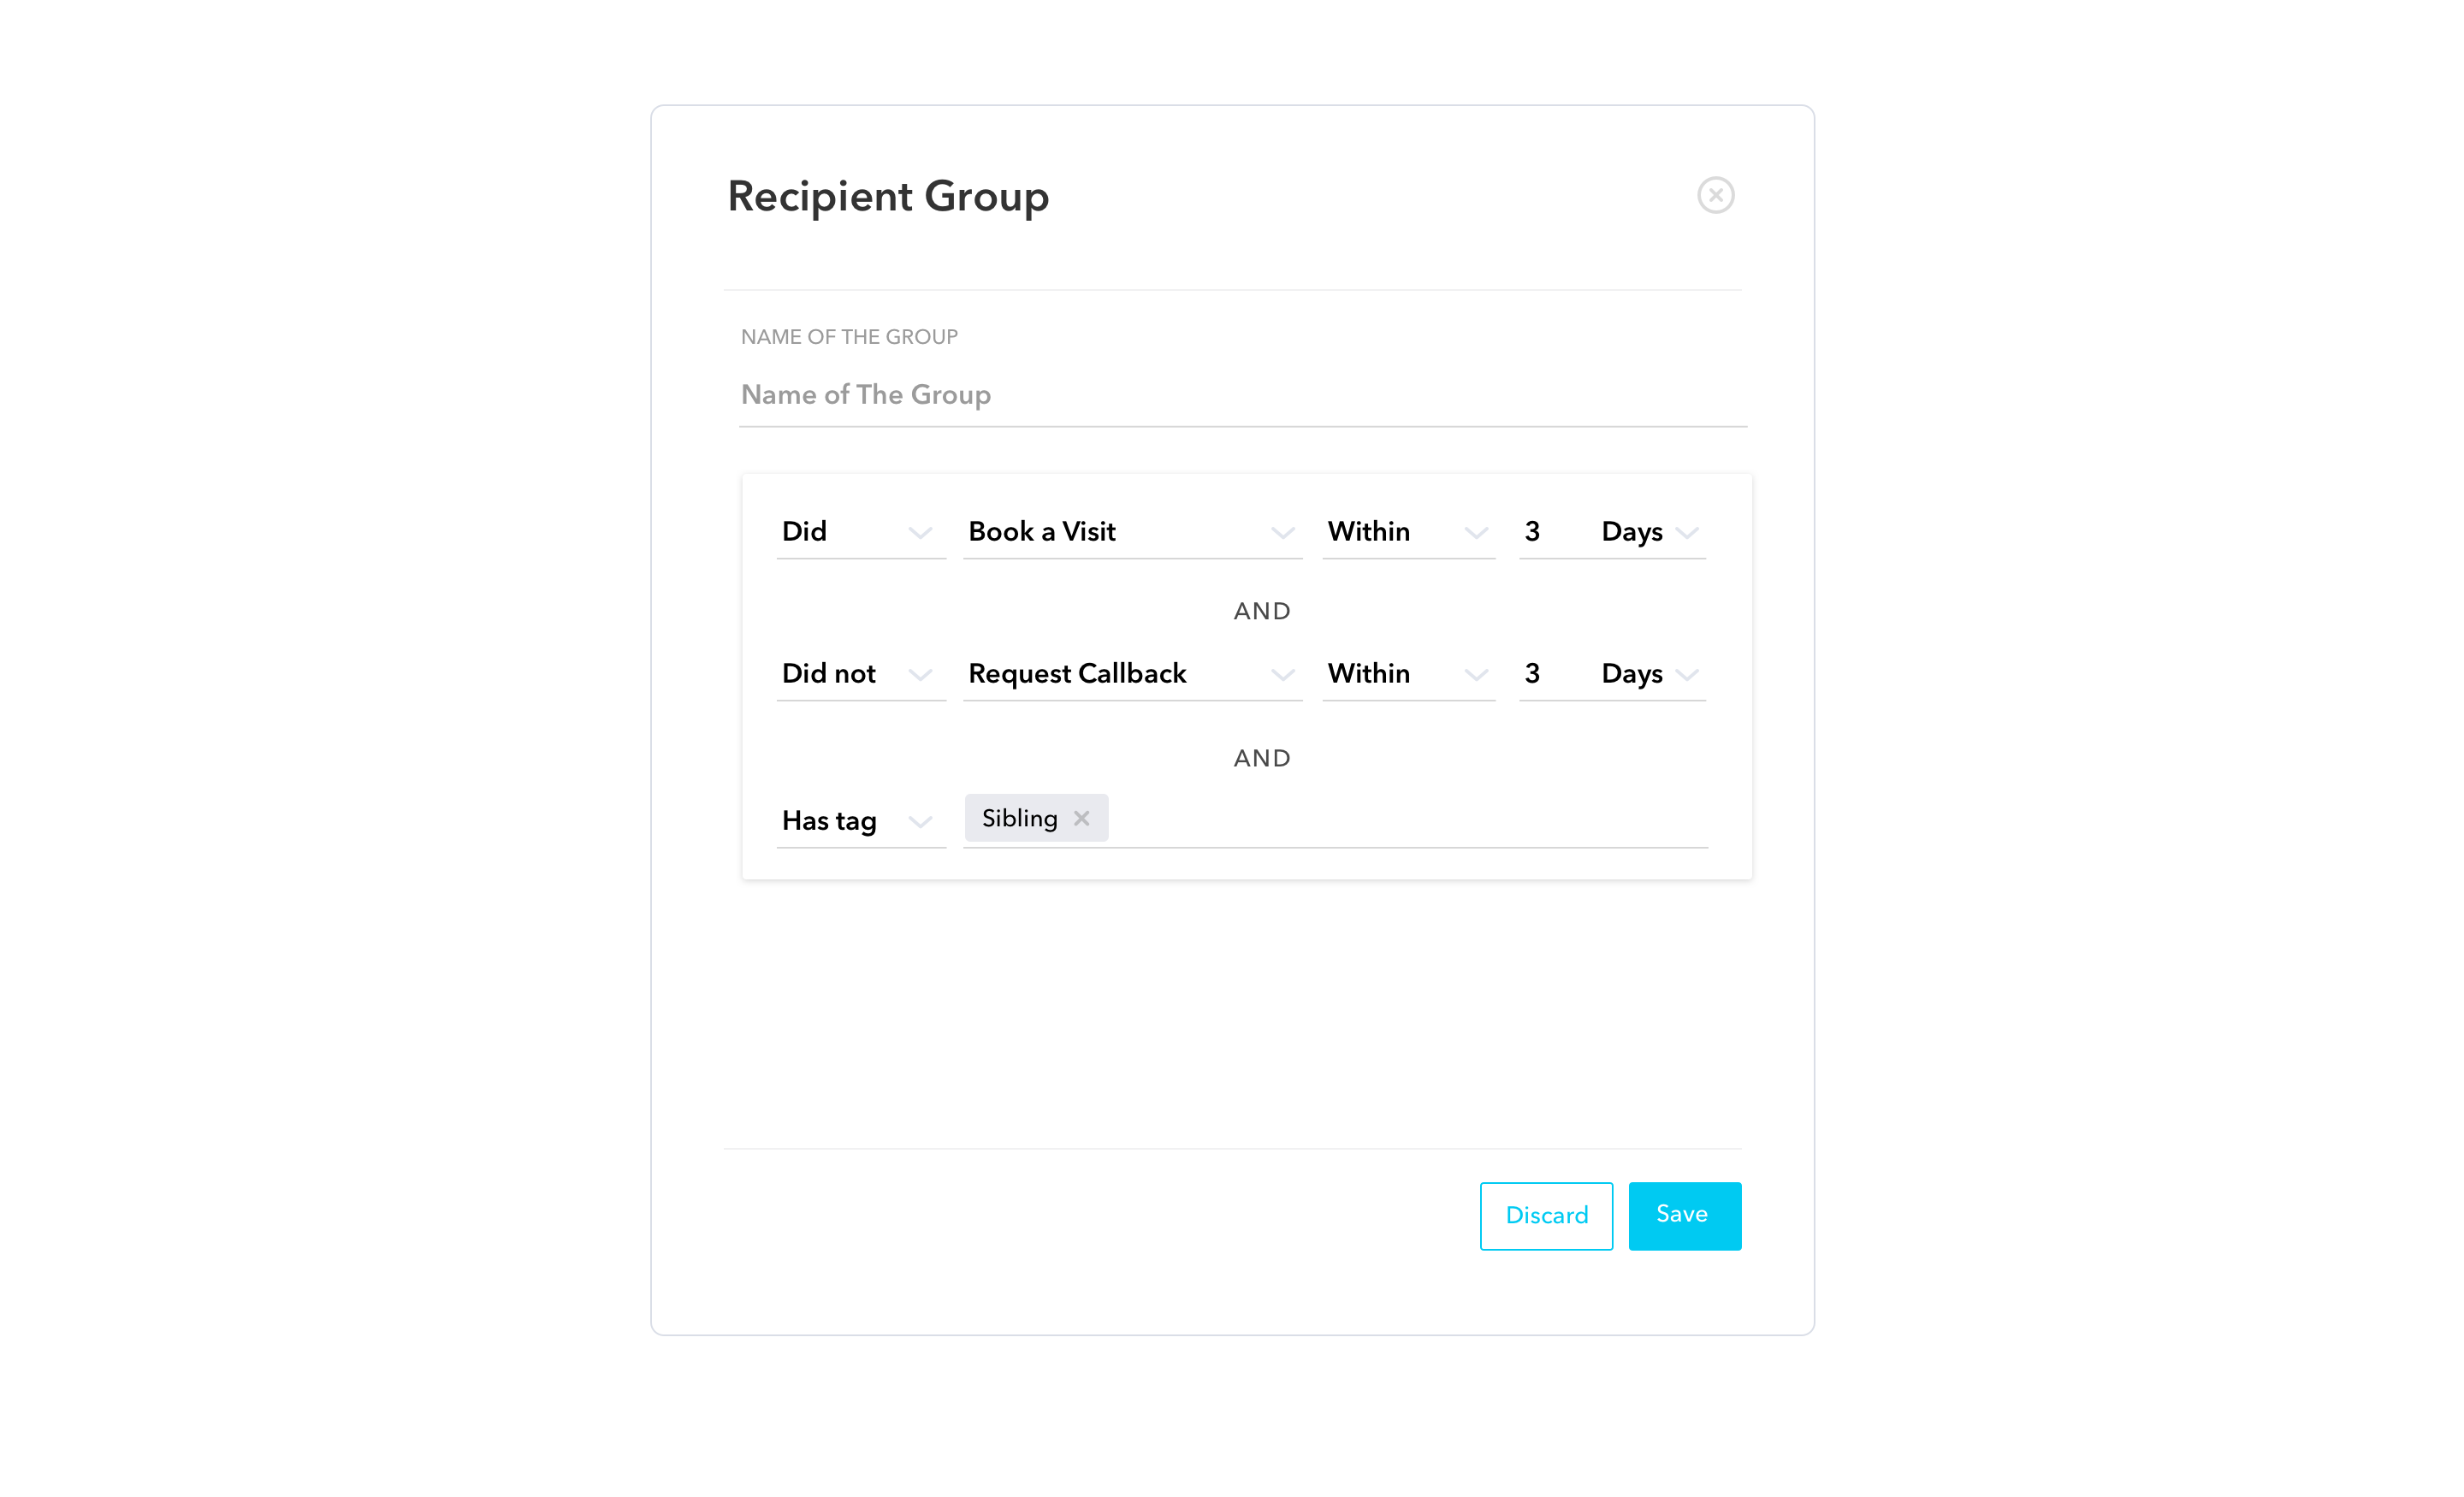 Recipient Group
NAME OF THE GROUP
Name of The Group
Did Book a Visit Within 3 Days
AND
Did not Request Callback Within 3 Days
AND
Has tag Sibling
Discard Save